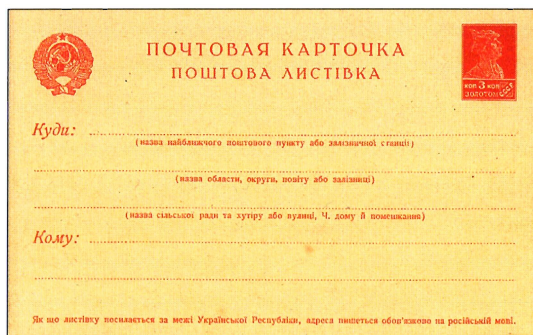 ПОЧТОВАЯ КАРТОЧКА
ПОШТОВА ЛИСТІВКА
КОП 3 КОП
ЗОЛОТОМ
Куди:
(назва найближчого поштового пункту або залізничної станції)
(назва области, округи, повіту або залізниці)
(назва сільської ради та хутіру або вулиці, Ч. дому й помешкання)
Кому:
Як що листівку посилається за межі Української Республіки, адреса пишеться обов'язково на російській мові.